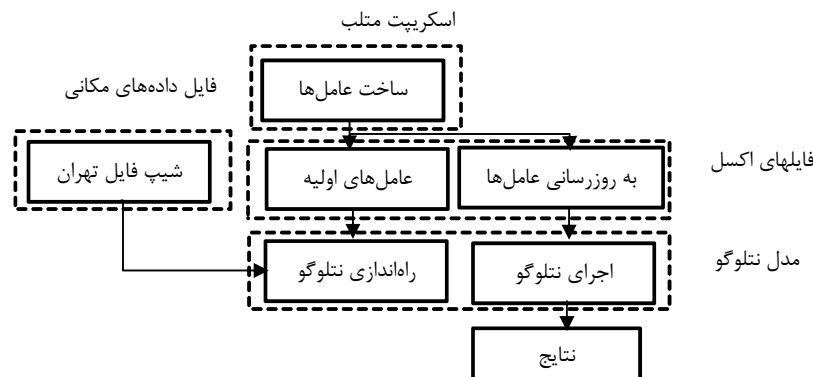 اسکریپت متلب
ساخت عامل‌ها
فایل داده‌های مکانی
شیپ فایل تهران
عامل‌های اولیه
به روزرسانی عامل‌ها
فایلهای اکسل
راه‌اندازی نتلوگو
اجرای نتلوگو
مدل نتلوگو
نتایج